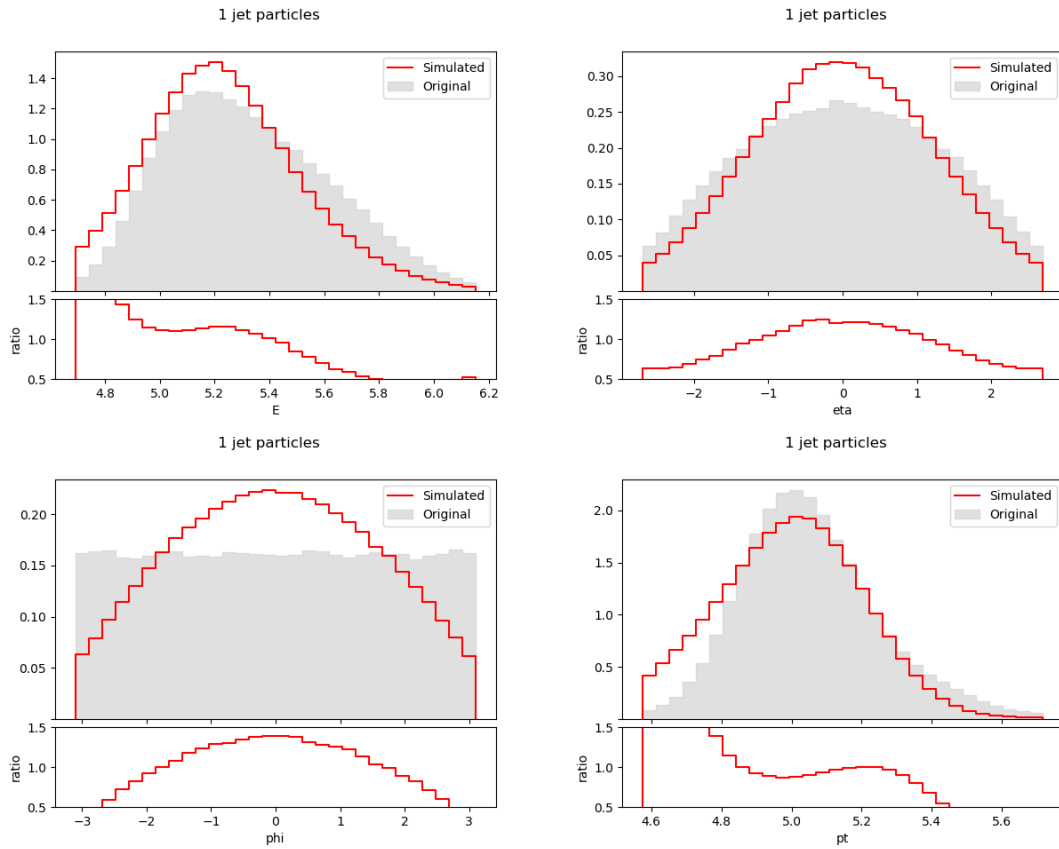 1 jet particles
Simulated
Original
1.4
1.2
1.0
0.8
0.6
0.4
0.2
1.5
1.0
0.5
ratio
4.8 5.0 5.2 5.4 5.6 5.8 6.0 6.2
E
1 jet particles
Simulated
Original
0.30
0.25
0.20
0.15
0.10
0.05
1.5
1.0
0.5
ratio
−2 −1 0 1 2
eta
1 jet particles
Simulated
Original
0.20
0.15
0.10
0.05
1.5
1.0
0.5
ratio
−3 −2 −1 0 1 2 3
phi
1 jet particles
Simulated
Original
2.0
1.5
1.0
0.5
1.5
1.0
0.5
ratio
4.6 4.8 5.0 5.2 5.4 5.6
pt